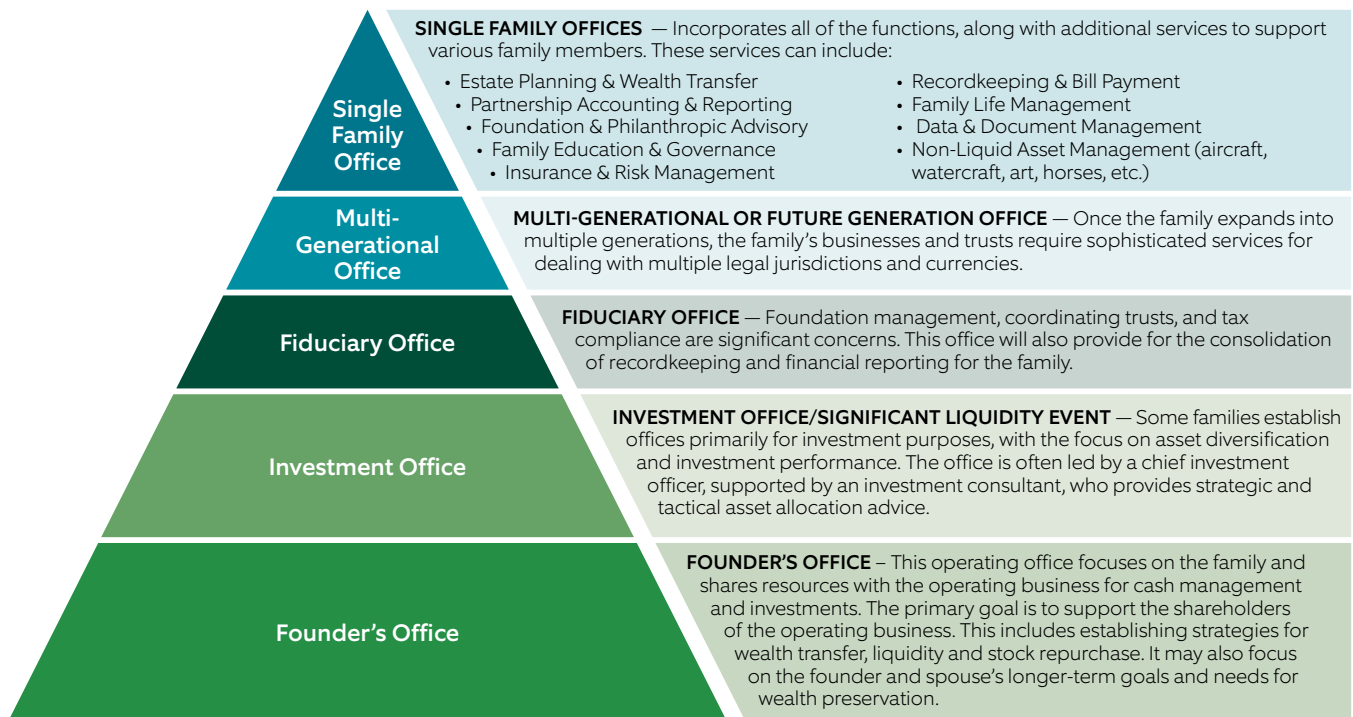 Single
Family
Office
SINGLE FAMILY OFFICES — Incorporates all of the functions, along with additional services to support
various family members. These services can include:
• Estate Planning & Wealth Transfer
• Partnership Accounting & Reporting
• Foundation & Philanthropic Advisory
• Family Education & Governance
• Insurance & Risk Management
• Recordkeeping & Bill Payment
• Family Life Management
• Data & Document Management
• Non-Liquid Asset Management (aircraft,
watercraft, art, horses, etc.)
Multi-
Generational
Office
MULTI-GENERATIONAL OR FUTURE GENERATION OFFICE — Once the family expands into
multiple generations, the family’s businesses and trusts require sophisticated services for
dealing with multiple legal jurisdictions and currencies.
Fiduciary Office
FIDUCIARY OFFICE — Foundation management, coordinating trusts, and tax
compliance are significant concerns. This office will also provide for the consolidation
of recordkeeping and financial reporting for the family.
Investment Office
INVESTMENT OFFICE/SIGNIFICANT LIQUIDITY EVENT — Some families establish
offices primarily for investment purposes, with the focus on asset diversification
and investment performance. The office is often led by a chief investment
officer, supported by an investment consultant, who provides strategic and
tactical asset allocation advice.
Founder’s Office
FOUNDER’S OFFICE – This operating office focuses on the family and
shares resources with the operating business for cash management
and investments. The primary goal is to support the shareholders
of the operating business. This includes establishing strategies for
wealth transfer, liquidity and stock repurchase. It may also focus
on the founder and spouse’s longer-term goals and needs for
wealth preservation.